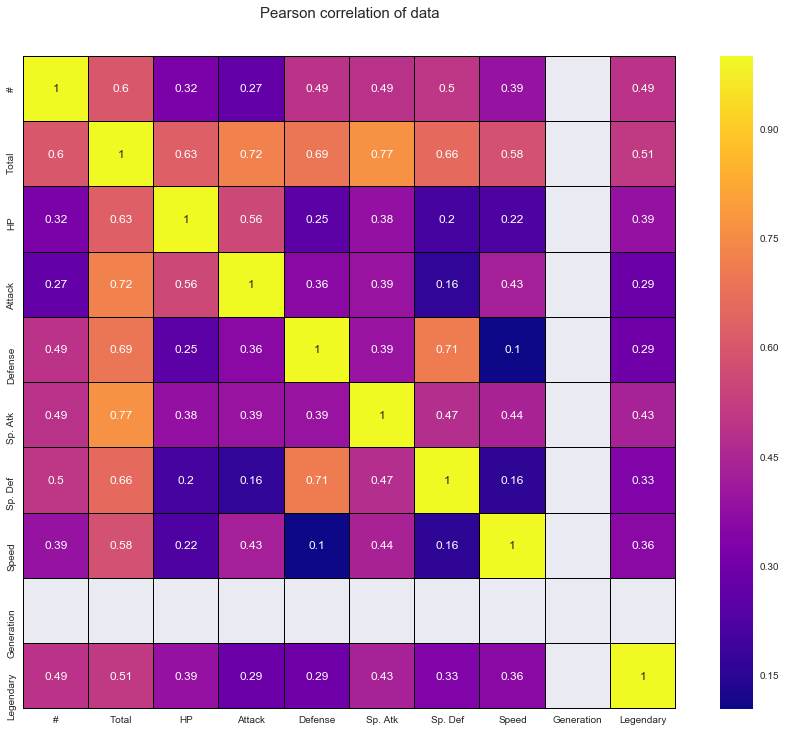 Pearson correlation of data
# 1 0.6 0.32 0.27 0.49 0.49 0.5 0.39 0.49
Total 0.6 1 0.63 0.72 0.69 0.77 0.66 0.58 0.51
HP 0.32 0.63 1 0.56 0.25 0.38 0.2 0.22 0.39
Attack 0.27 0.72 0.56 1 0.36 0.39 0.16 0.43 0.29
Defense 0.49 0.69 0.25 0.36 1 0.39 0.71 0.1 0.29
Sp. Atk 0.49 0.77 0.38 0.39 0.39 1 0.47 0.44 0.43
Sp. Def 0.5 0.66 0.2 0.16 0.71 0.47 1 0.16 0.33
Speed 0.39 0.58 0.22 0.43 0.1 0.44 0.16 1 0.36
Generation
Legendary 0.49 0.51 0.39 0.29 0.29 0.43 0.33 0.36 1
# Total HP Attack Defense Sp. Atk Sp. Def Speed Generation Legendary
0.90
0.75
0.60
0.45
0.30
0.15